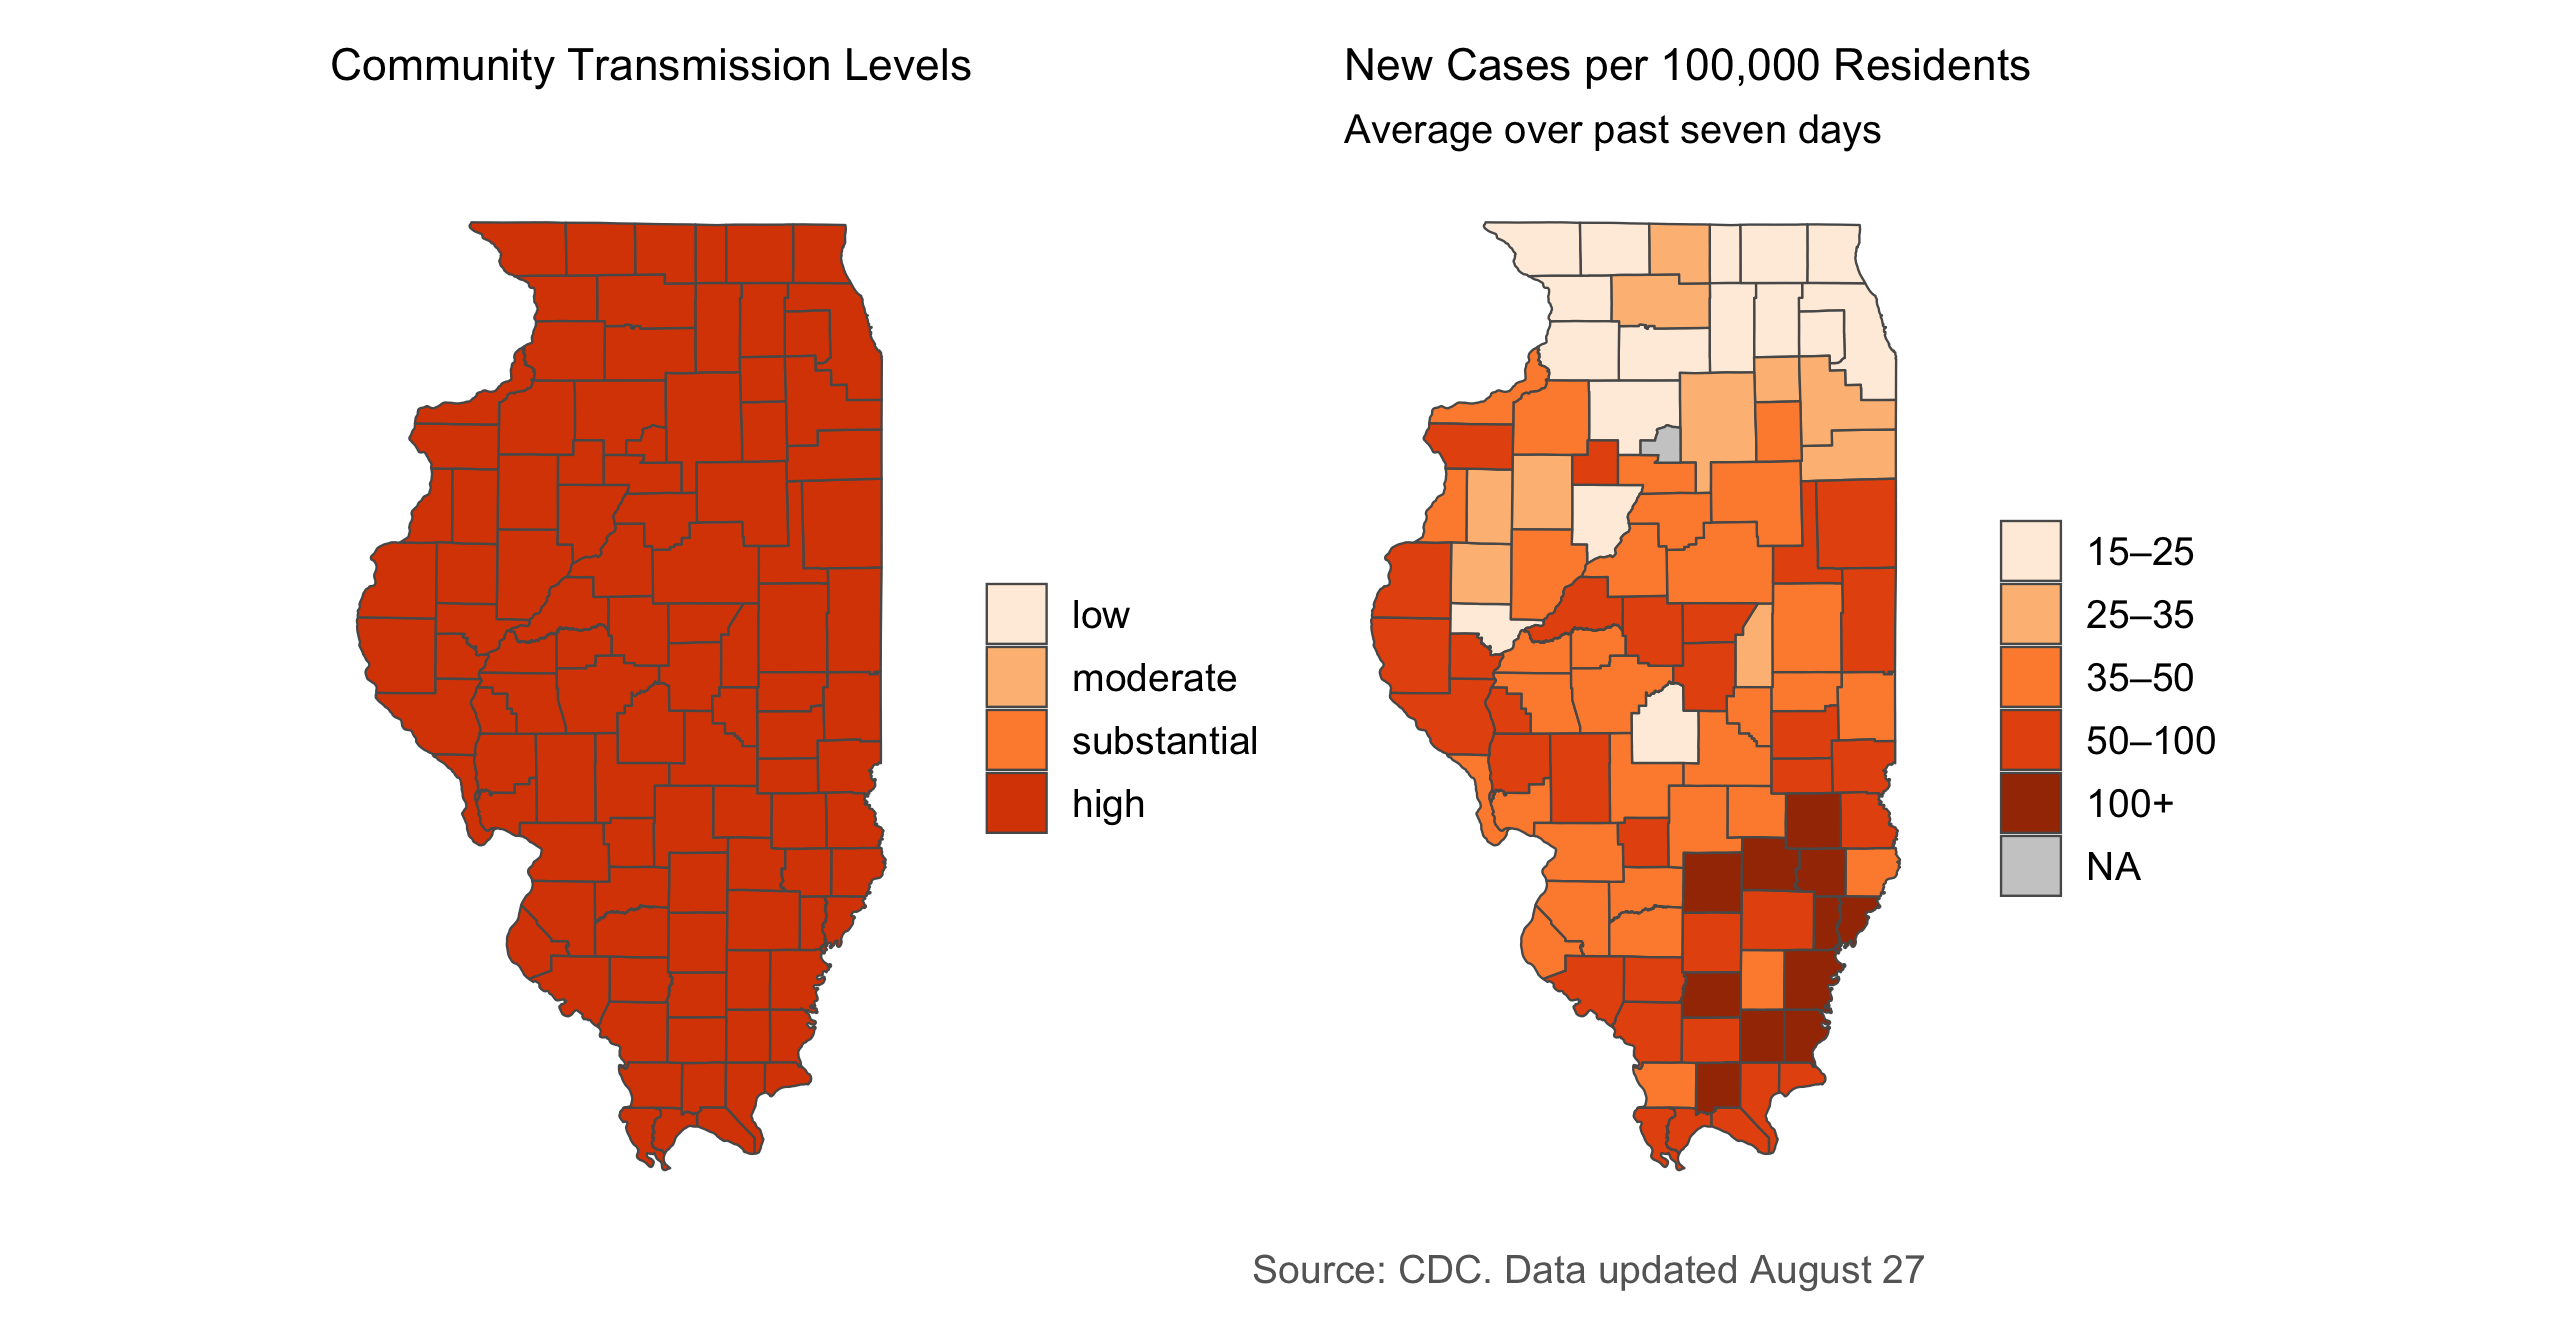 Community Transmission Levels
low
moderate
substantial
high
New Cases per 100,000 Residents
Average over past seven days
15–25
25–35
35–50
50–100
100+
NA
Source: CDC. Data updated August 27